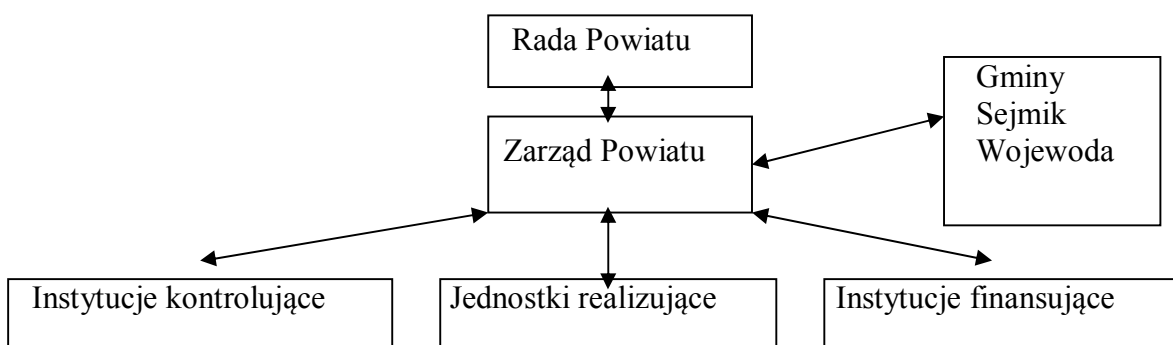 Rada Powiatu
Gminy
Sejmik
Wojewoda
Zarząd Powiatu
Instytucje kontrolujące
Jednostki realizujące
Instytucje finansujące